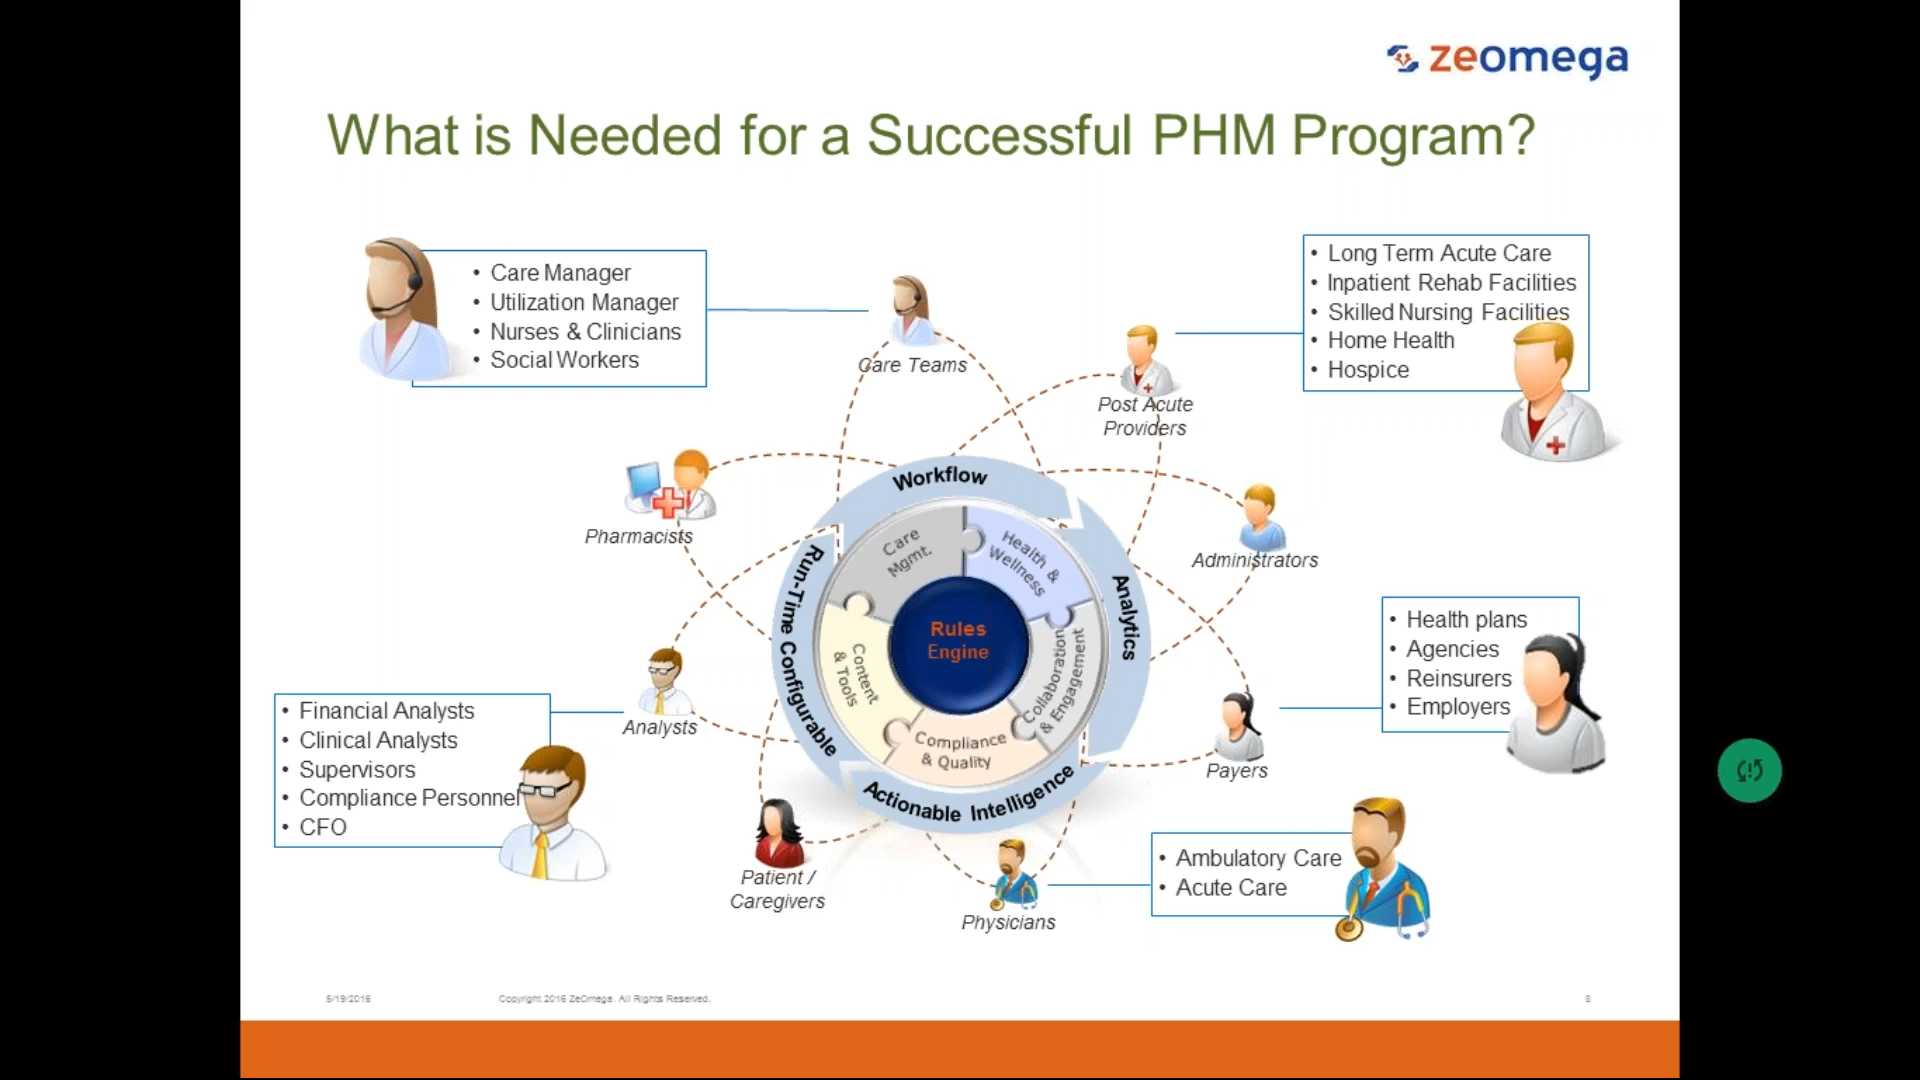 zeomega
What is Needed for a Successful PHM Program?
• Care Manager
• Utilization Manager
• Nurses & Clinicians
• Social Workers
Care Teams
• Long Term Acute Care
• Inpatient Rehab Facilities
• Skilled Nursing Facilities
• Home Health
• Hospice
Post Acute
Providers
Pharmacists
Administrators
Workflow
Analytics
Actionable Intelligence
Run-Time Configurable
Care
Mgmt.
Health &
Wellness
Collaboration
& Engagement
Compliance
& Quality
Content
& Tools
Rules
Engine
• Health plans
• Agencies
• Reinsurers
• Employers
Payers
Analysts
• Financial Analysts
• Clinical Analysts
• Supervisors
• Compliance Personnel
• CFO
Patient /
Caregivers
Physicians
• Ambulatory Care
• Acute Care
5/19/2016
Copyright 2016 ZeOmega. All Rights Reserved.
8